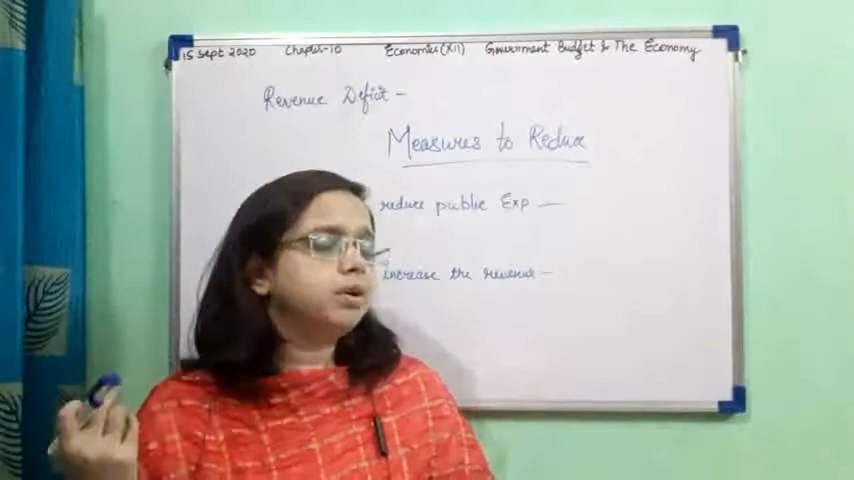 15 Sept 2020 Chapter-10 Economics (XII) Government Budget & The Economy
Revenue Deficit -
Measures to Reduce
reduce public Exp —
increase the revenue —